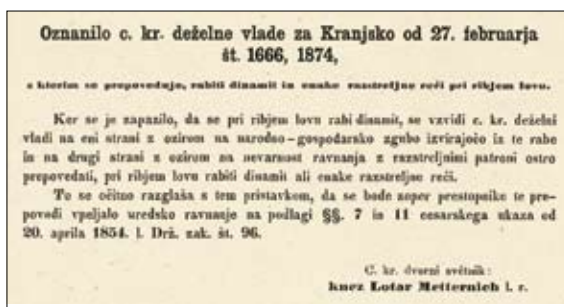 Oznanilo c. kr. deželne vlade za Kranjsko od 27. februarja
št. 1666, 1874,
s kterim se prepoveduje, rabiti dinamit in enake razstreljne reči pri ribjem lovu.
Ker se je zapazilo, da se pri ribjem lovu rabi dinamit, se vzvidi c. kr. deželni
vladi na eni strani z ozirom na narodno-gospodarsko zgubo izvirajočo iz te rabe
in na drugi strani z ozirom na nevarnost ravnanja z razstreljnimi patroni ostro
prepovedati, pri ribjem lovu rabiti dinamit ali enake razstreljne reči.
To se očitno razglaša s tem pristavkom, da se bode zoper prestopnike te pre-
povedi vpeljalo uredsko ravnanje na podlagi §§. 7 in 11 cesarskega ukaza od
20. aprila 1854. l. Drž. zak. št. 96.
C. kr. dvorni svétnik:
knez Lotar Metternich l. r.